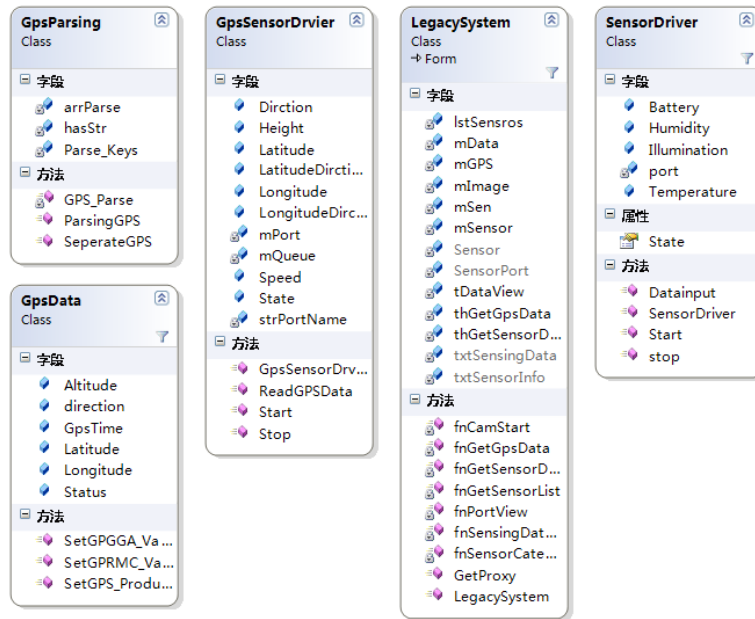 GpsParsing
Class
字段
arrParse
hasStr
Parse_Keys
方法
GPS_Parse
ParsingGPS
SeperateGPS
GpsData
Class
字段
Altitude
direction
GpsTime
Latitude
Longitude
Status
方法
SetGPGGA_Va...
SetGPRMC_Va...
SetGPS_Produ...
GpsSensorDrvier
Class
字段
Dirction
Height
Latitude
LatitudeDircti...
Longitude
LongitudeDirc...
mPort
mQueue
Speed
State
strPortName
方法
GpsSensorDrv...
ReadGPSData
Start
Stop
LegacySystem
Class
Form
字段
lstSensros
mData
mGPS
mImage
mSen
mSensor
Sensor
SensorPort
tDataView
thGetGpsData
thGetSensorD...
txtSensingData
txtSensorInfo
方法
fnCamStart
fnGetGpsData
fnGetSensorD...
fnGetSensorList
fnPortView
fnSensingDat...
fnSensorCate...
GetProxy
LegacySystem
SensorDriver
Class
字段
Battery
Humidity
Illumination
port
Temperature
属性
State
方法
Datainput
SensorDriver
Start
stop